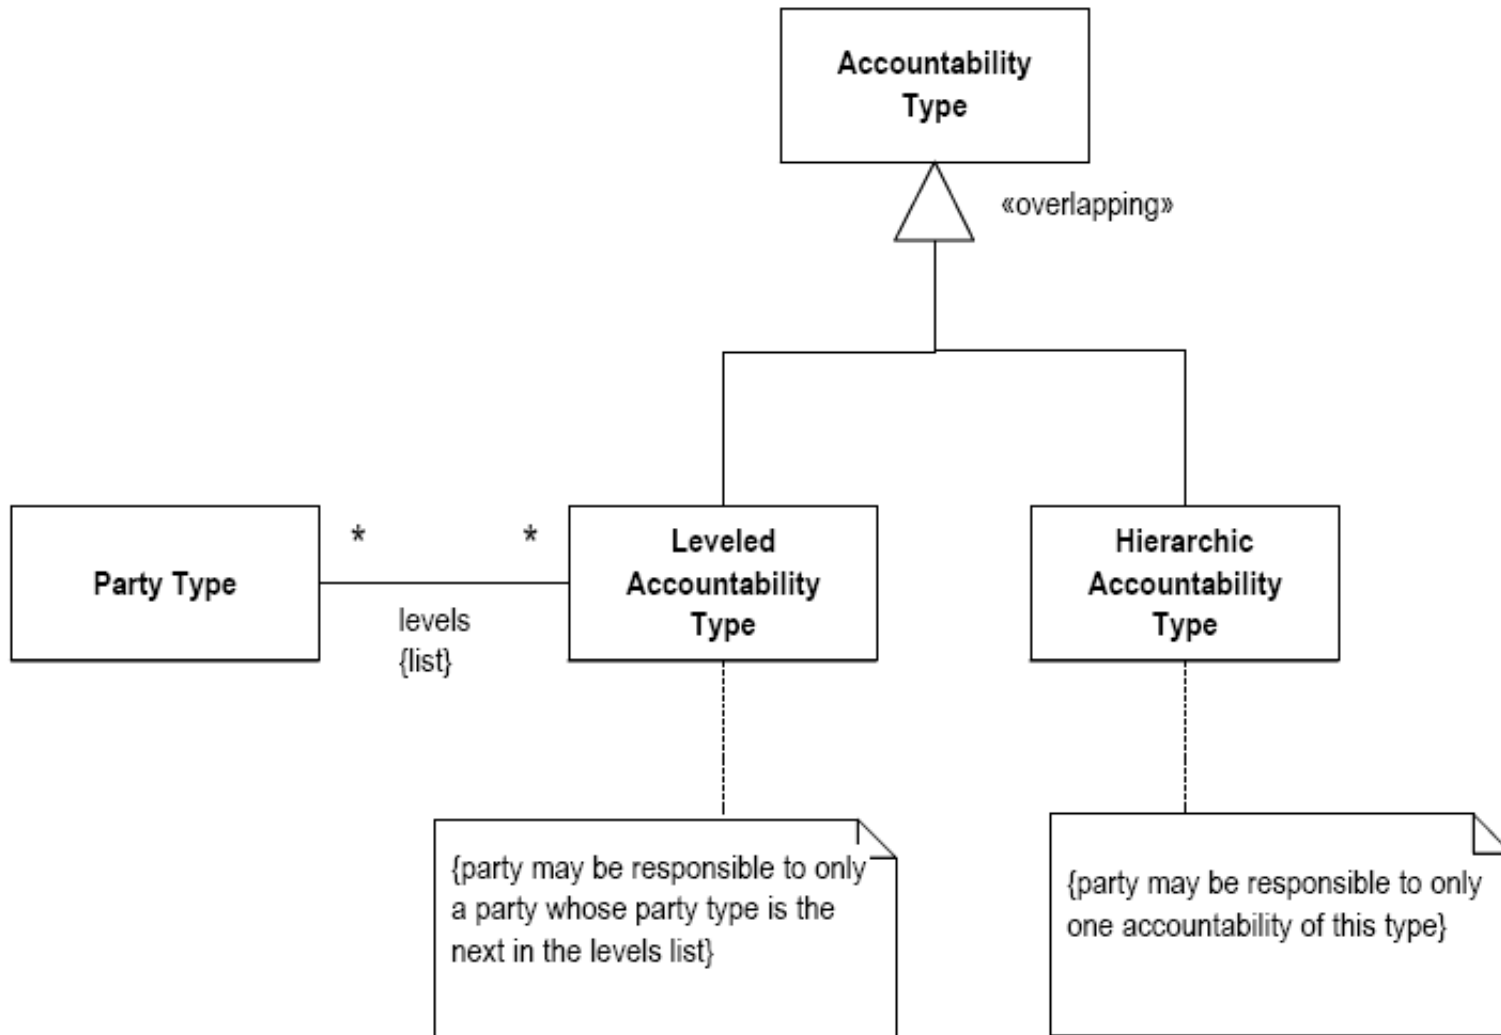 Accountability
Type
«overlapping»
Party Type
*
*
levels
{list}
Leveled
Accountability
Type
Hierarchic
Accountability
Type
{party may be responsible to only
a party whose party type is the
next in the levels list}
{party may be responsible to only
one accountability of this type}